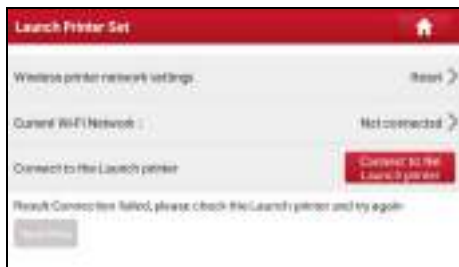 Launch Printer Set
Wireless printer network settings Reset >
Current Wi-Fi Network : Not connected >
Connect to the Launch printer Connect to the
Launch printer
Result:Connection failed, please check the Launch printer and try again